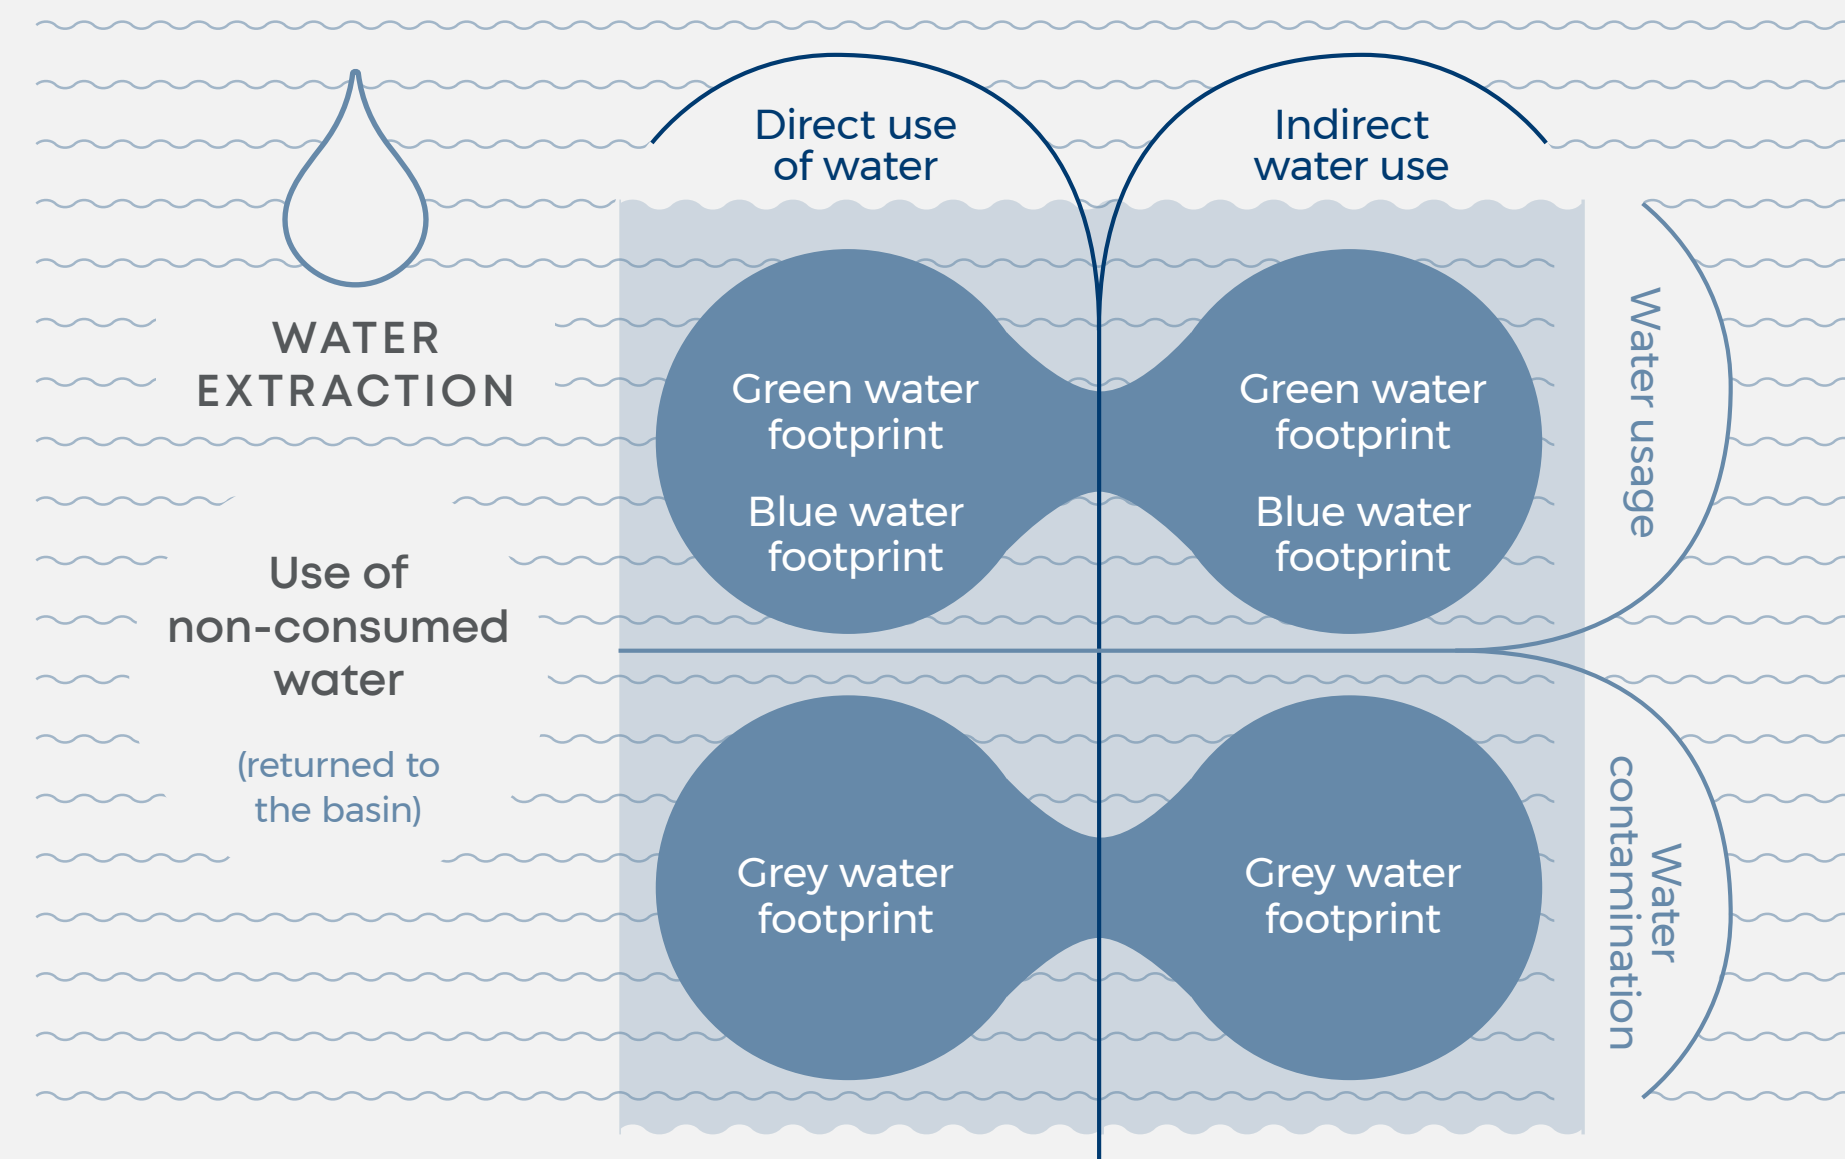 Direct use
of water
Indirect
water use
WATER
EXTRACTION
Use of
non-consumed
water
(returned to
the basin)
Green water
footprint
Blue water
footprint
Green water
footprint
Blue water
footprint
Water usage
Grey water
footprint
Grey water
footprint
Water
contamination